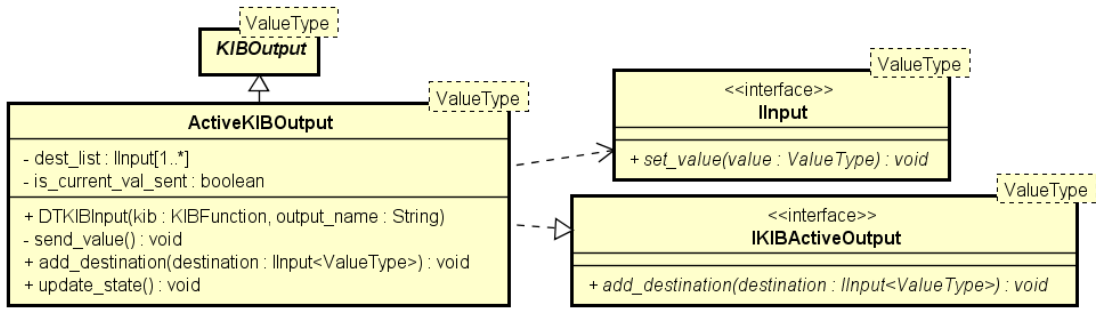 ValueType
KIBOutput
ValueType
ActiveKIBOutput
- dest_list : IInput[1..*]
- is_current_val_sent : boolean
+ DTKIBInput(kib : KIBFunction, output_name : String)
- send_value() : void
+ add_destination(destination : IInput<ValueType>) : void
+ update_state() : void
ValueType
<<interface>>
IInput
+ set_value(value : ValueType) : void
ValueType
<<interface>>
IKIBActiveOutput
+ add_destination(destination : IInput<ValueType>) : void